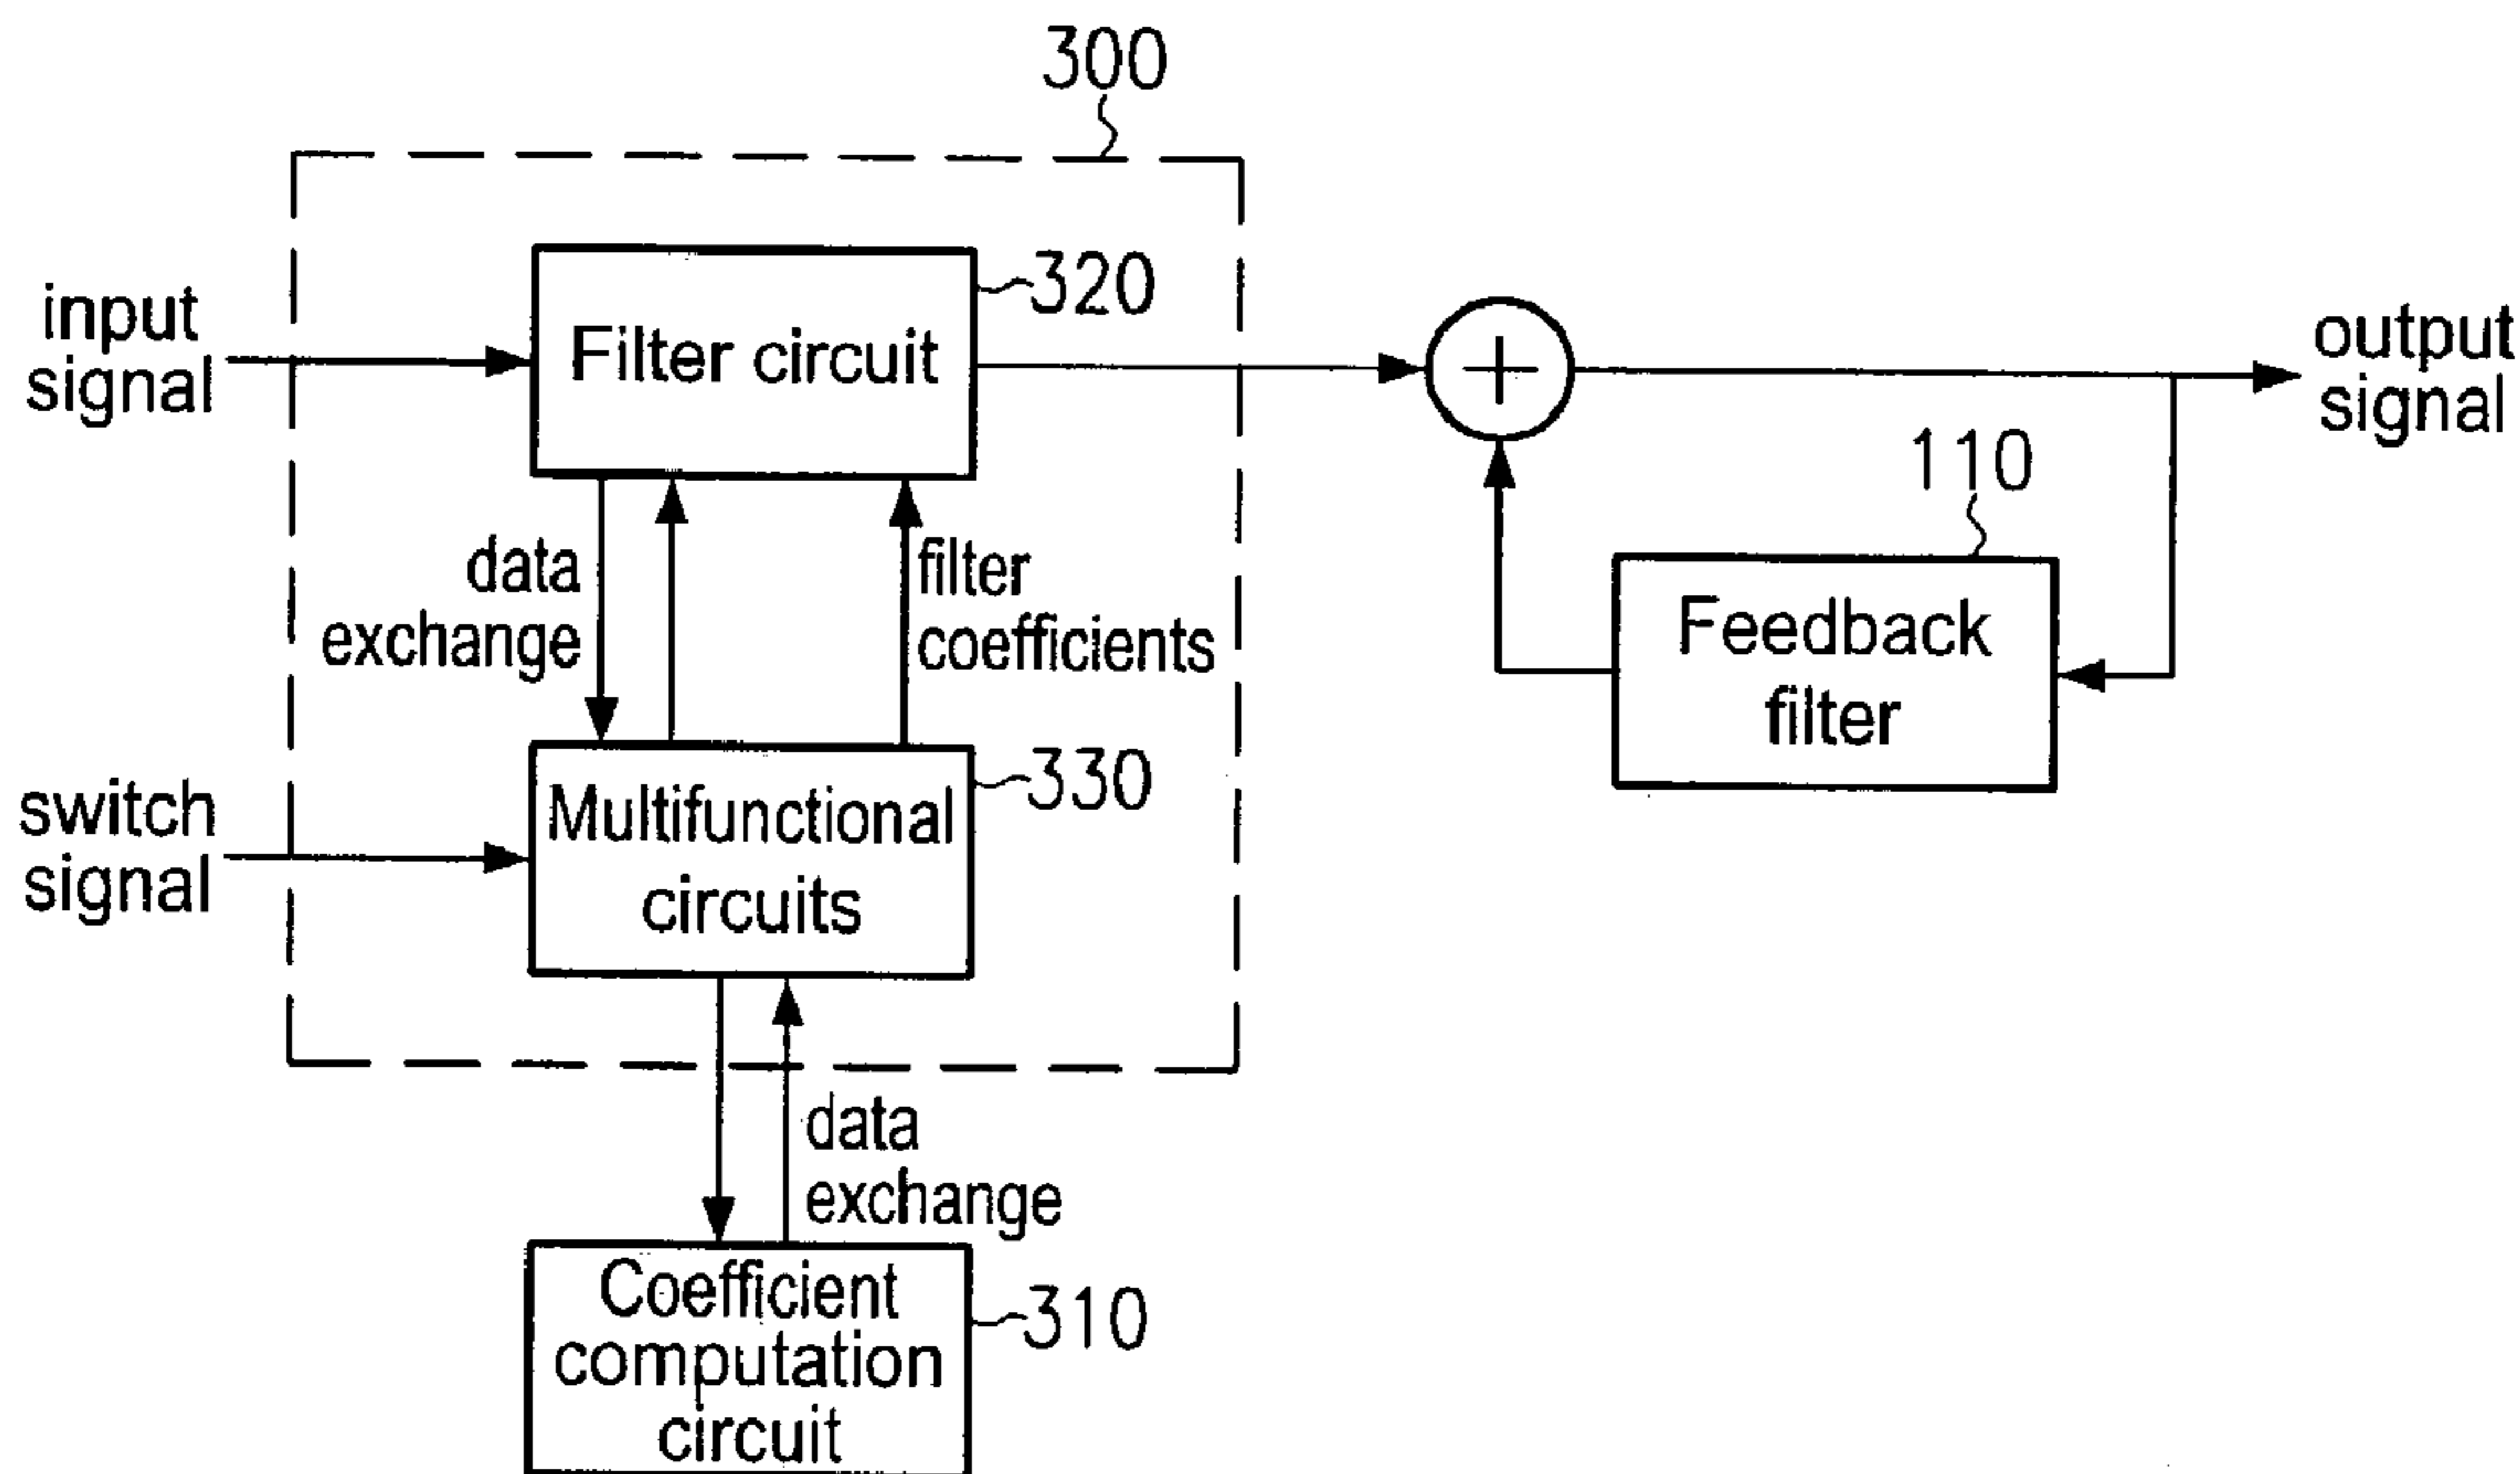 300
320
input
signal
Filter circuit
+
output
signal
110
data
exchange
filter
coefficients
Feedback
filter
switch
signal
330
Multifunctional
circuits
data
exchange
Coefficient
computation
circuit
310